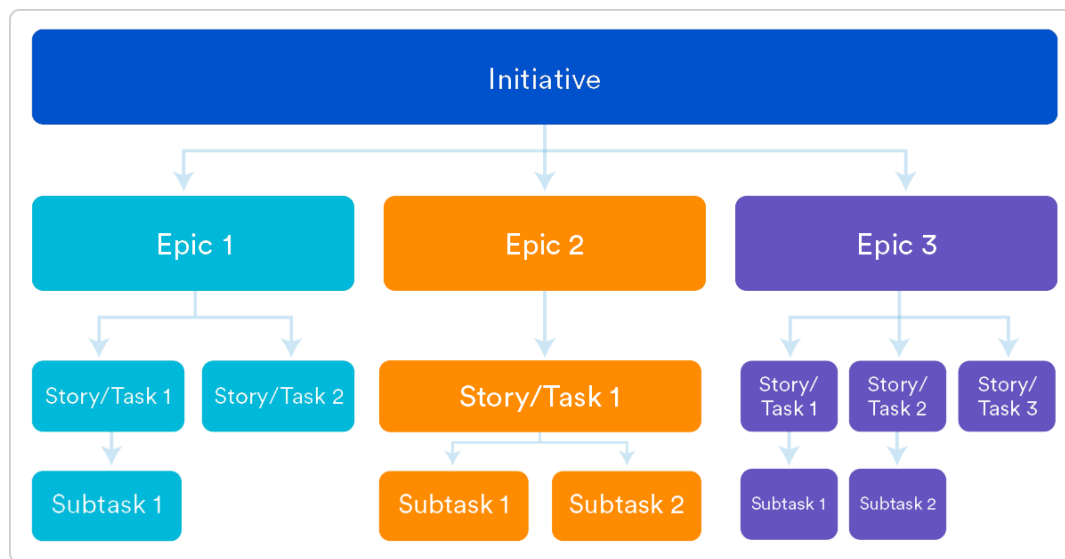 Initiative
Epic 1
Epic 2
Epic 3
Story/Task 1
Story/Task 2
Story/Task 1
Story/
Task 1
Story/
Task 2
Story/
Task 3
Subtask 1
Subtask 1
Subtask 2
Subtask 1
Subtask 2